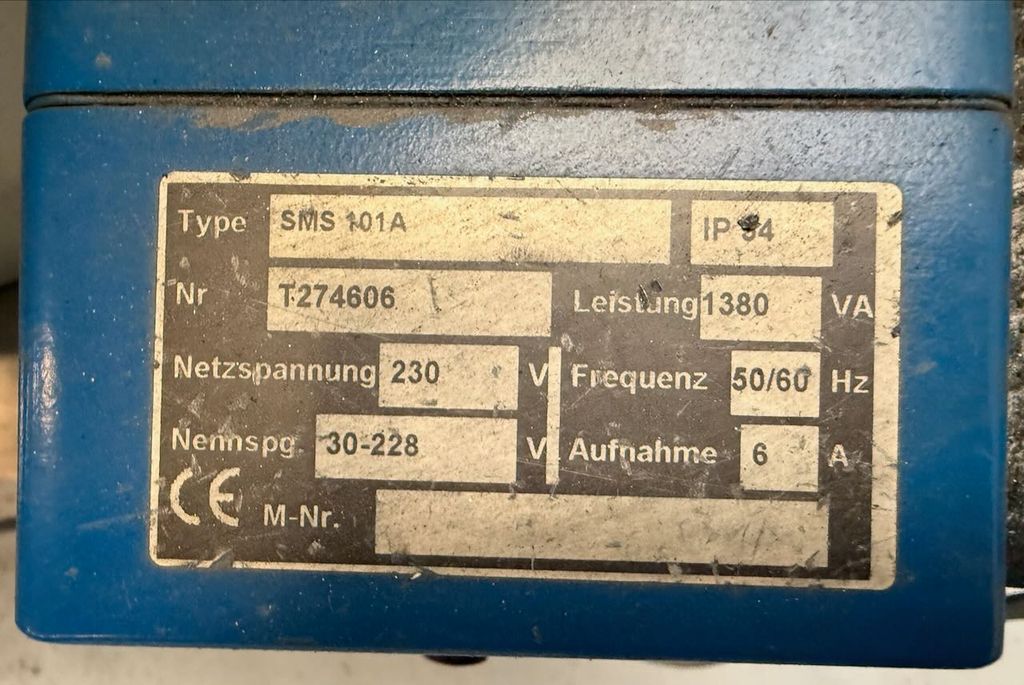 Type SMS 101A IP 54
Nr T274606 Leistung 1380 VA
Netzspannung 230 V Frequenz 50/60 Hz
Nennspg. 30-228 V Aufnahme 6 A
CE M-Nr.